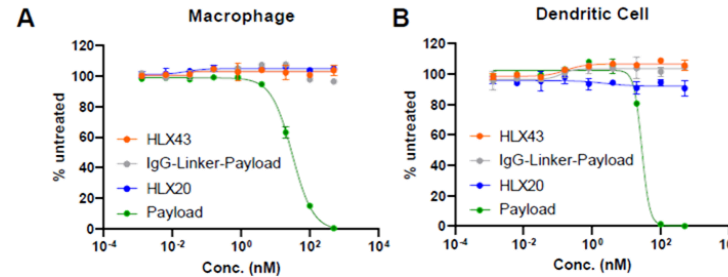 A
Macrophage
% untreated
120
100
80
60
40
20
0
HLX43
IgG-Linker-Payload
HLX20
Payload
10⁻⁴ 10⁻² 10⁰ 10² 10⁴
Conc. (nM)
B
Dendritic Cell
% untreated
120
100
80
60
40
20
0
HLX43
IgG-Linker-Payload
HLX20
Payload
10⁻⁴ 10⁻² 10⁰ 10²
Conc. (nM)